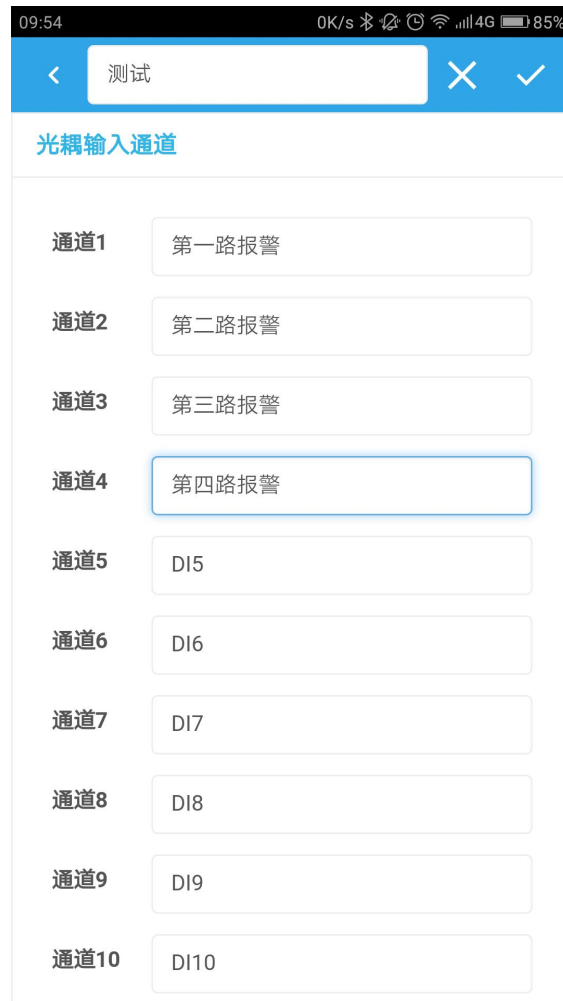 09:54 0K/s 4G 85%
测试
光耦输入通道
通道1 第一路报警
通道2 第二路报警
通道3 第三路报警
通道4 第四路报警
通道5 DI5
通道6 DI6
通道7 DI7
通道8 DI8
通道9 DI9
通道10 DI10